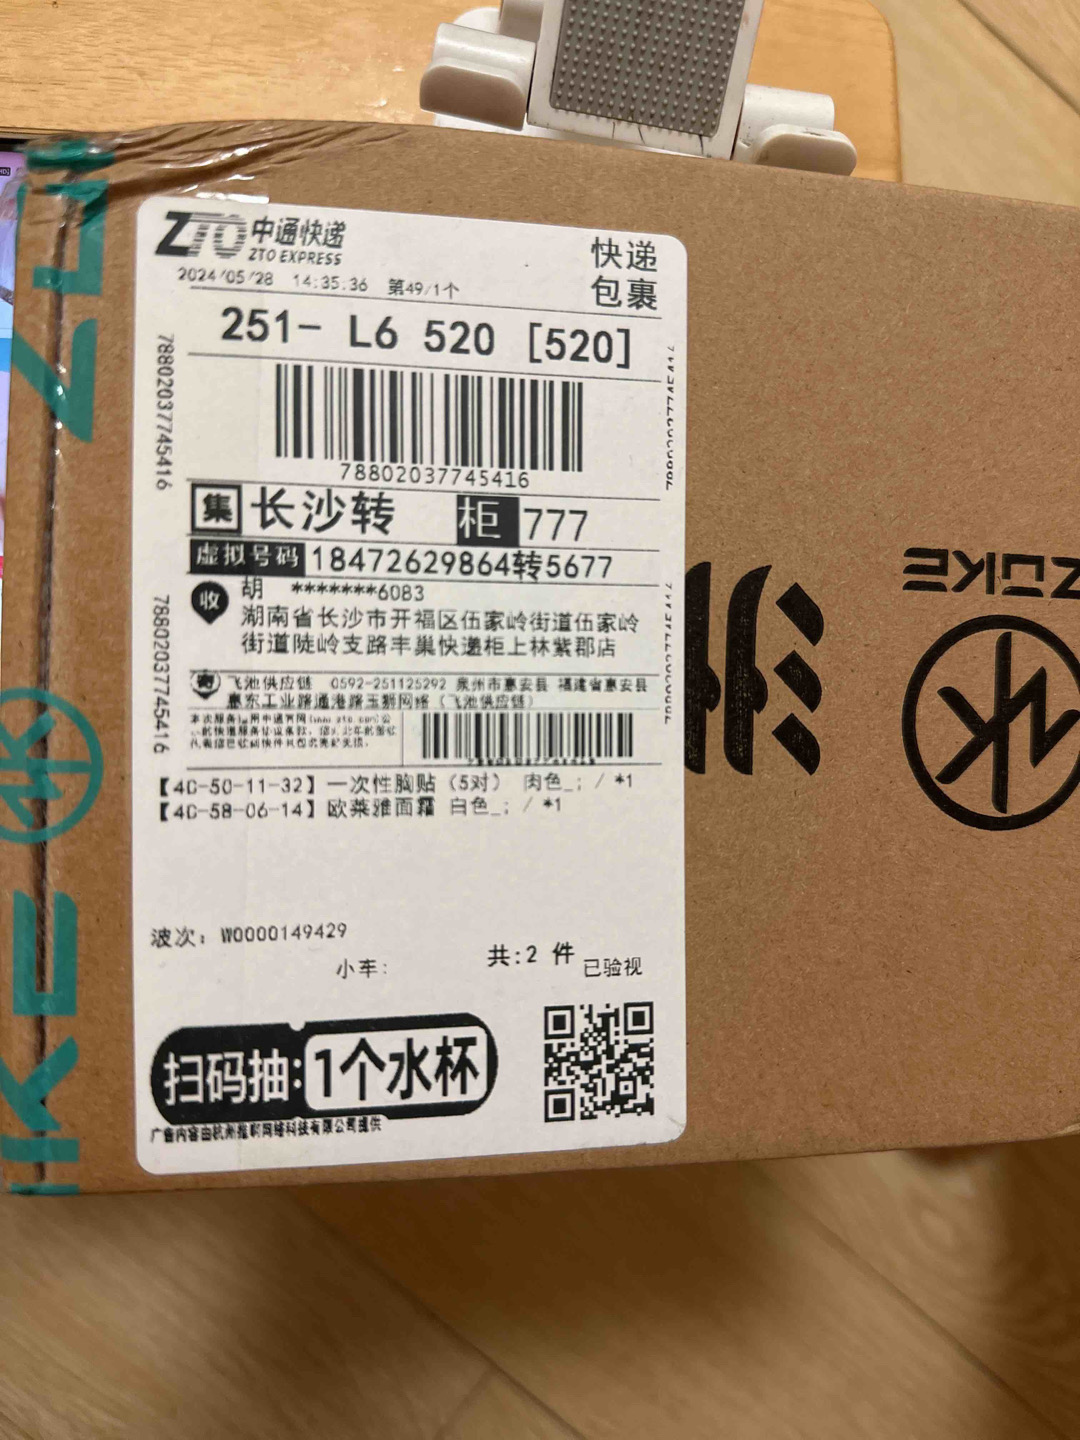 ZTO 中通快递
ZTO EXPRESS
快递
包裹
2024/05/28 14:35:36 第49/1个
251- L6 520 [520]
78802037745416
78802037745416
78802037745416
集 长沙转 柜 777
虚拟号码 18472629864转5677
收 胡 *******6083
湖南省长沙市开福区伍家岭街道伍家岭
街道陡岭支路丰巢快递柜上林紫郡店
寄 飞池供应链 0592-251125292 泉州市惠安县 福建省惠安县
惠东工业路通港路玉狮网络（飞池供应链）
【4C-50-11-32】一次性胸贴（5对） 肉色_; / *1
【4C-58-06-14】欧莱雅面霜 白色_; / *1
波次: W0000149429
小车:
共:2 件
已验视
扫码抽:1个水杯
ZUKE